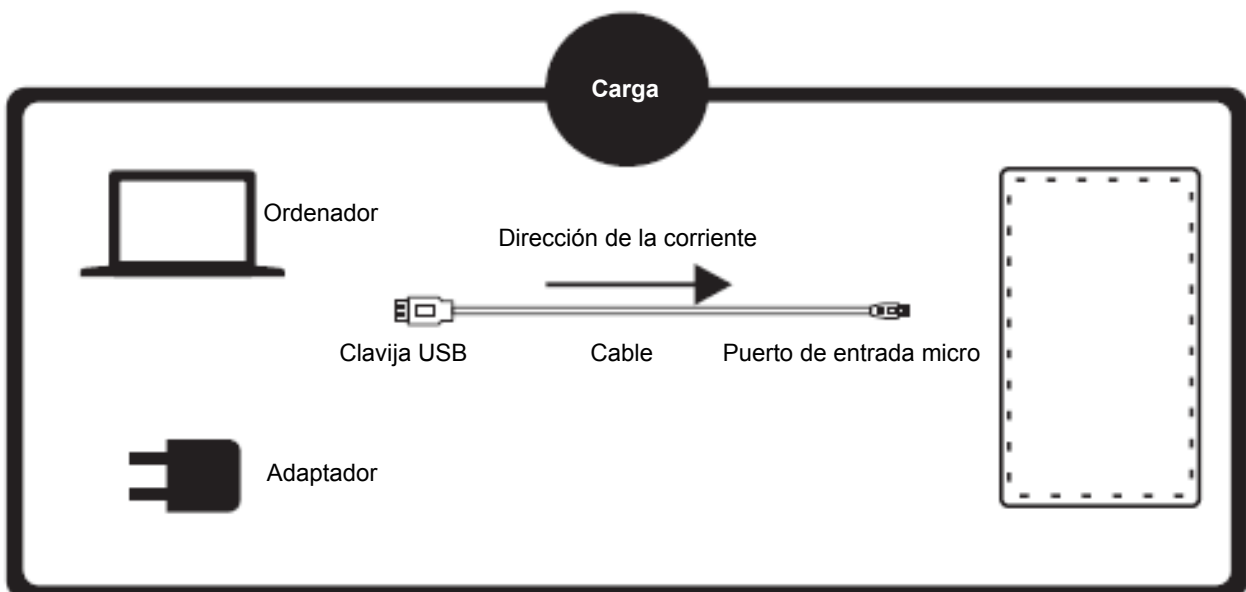 Carga
Ordenador
Dirección de la corriente
Clavija USB
Cable
Puerto de entrada micro
Adaptador